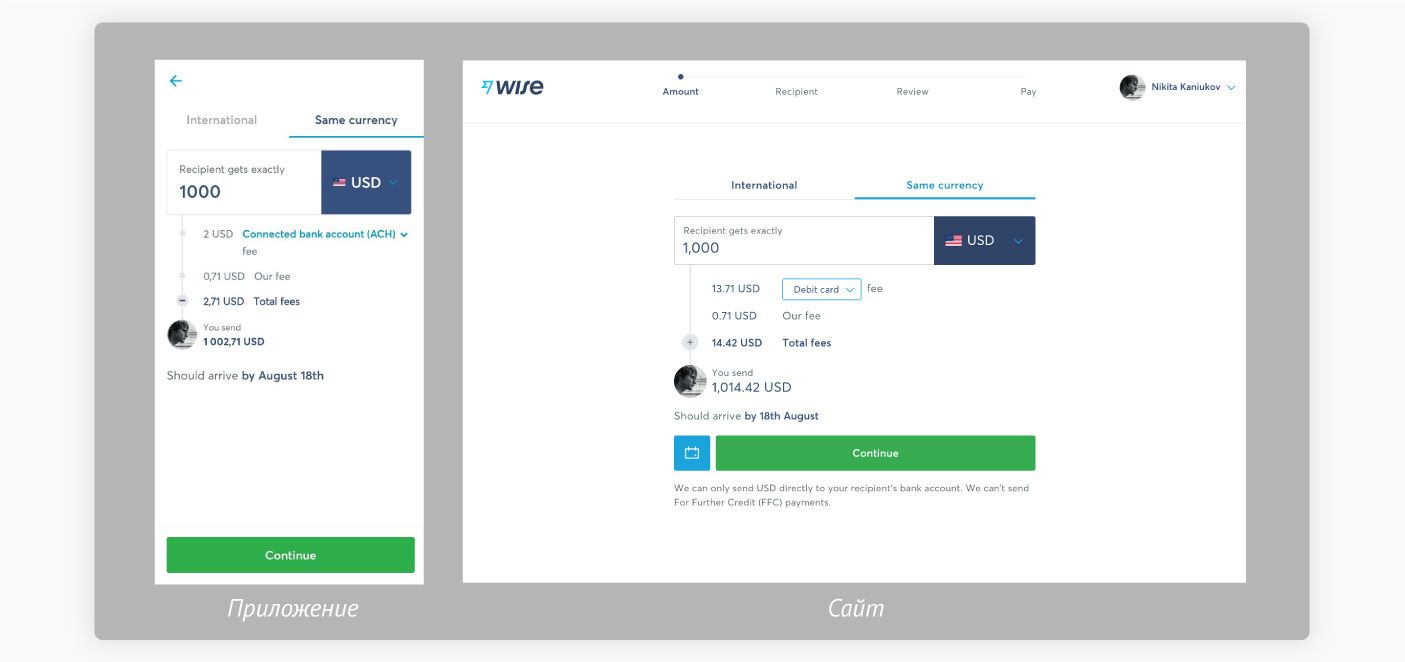 International Same currency
Recipient gets exactly
1000
USD
2 USD Connected bank account (ACH)
fee
0,71 USD Our fee
2,71 USD Total fees
You send
1 002,71 USD
Should arrive by August 18th
Continue
Приложение
wise
Amount Recipient Review Pay
Nikita Kaniukov
International Same currency
Recipient gets exactly
1,000
USD
13.71 USD Debit card fee
0.71 USD Our fee
14.42 USD Total fees
You send
1,014.42 USD
Should arrive by 18th August
Continue
We can only send USD directly to your recipient's bank account. We can't send
For Further Credit (FFC) payments.
Сайт